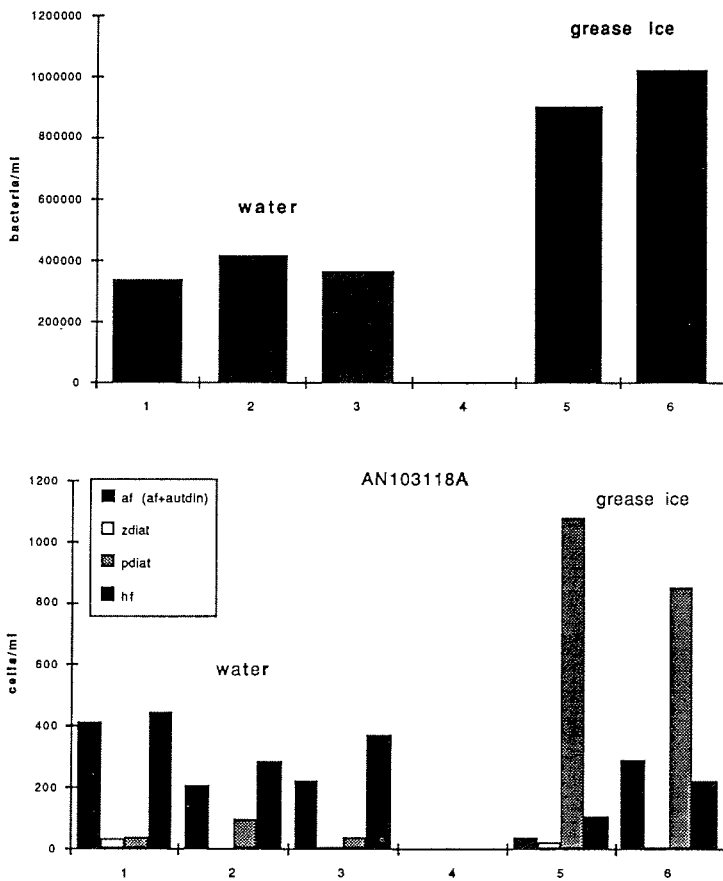 1200000
grease Ice
1000000
800000
600000
water
400000
200000
0
bacteria/ml
1 2 3 4 5 6
AN103118A
1200
grease ice
af (af+autdin)
zdiat
pdiat
hf
1000
800
600
water
400
200
0
cells/ml
1 2 3 4 5 6